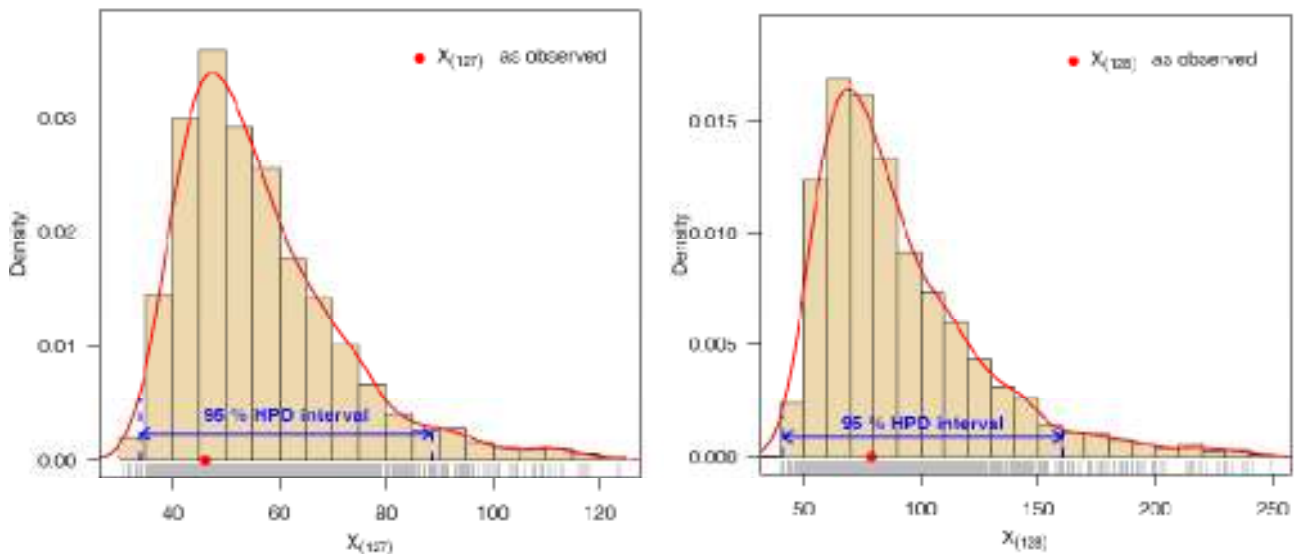 X(127) as observed
Density
0.03
0.02
0.01
0.00
95 % HPD interval
40 60 80 100 120
X(127)
X(128) as observed
Density
0.015
0.010
0.005
0.000
95 % HPD interval
50 100 150 200 250
X(128)